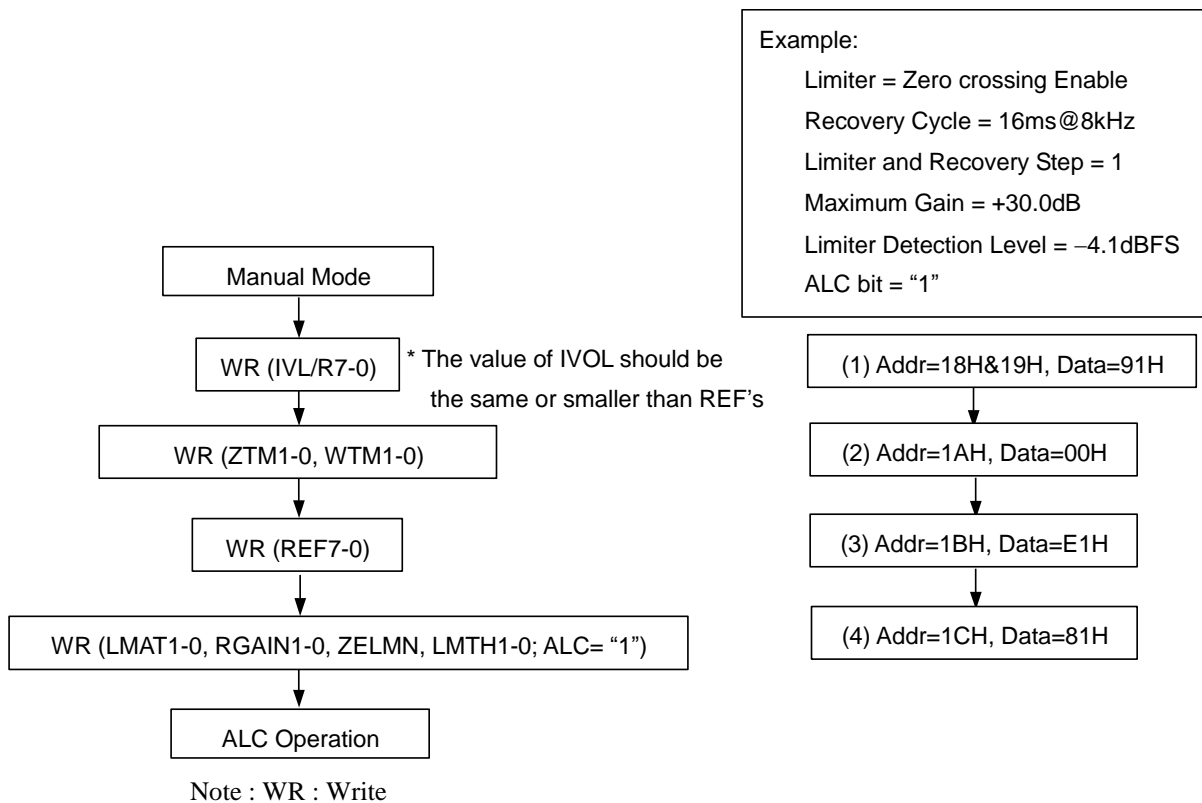 Example:
Limiter = Zero crossing Enable
Recovery Cycle = 16ms@8kHz
Limiter and Recovery Step = 1
Maximum Gain = +30.0dB
Limiter Detection Level = −4.1dBFS
ALC bit = “1”
Manual Mode
WR (IVL/R7-0)
* The value of IVOL should be
the same or smaller than REF’s
WR (ZTM1-0, WTM1-0)
WR (REF7-0)
WR (LMAT1-0, RGAIN1-0, ZELMN, LMTH1-0; ALC= “1”)
ALC Operation
Note : WR : Write
(1) Addr=18H&19H, Data=91H
(2) Addr=1AH, Data=00H
(3) Addr=1BH, Data=E1H
(4) Addr=1CH, Data=81H